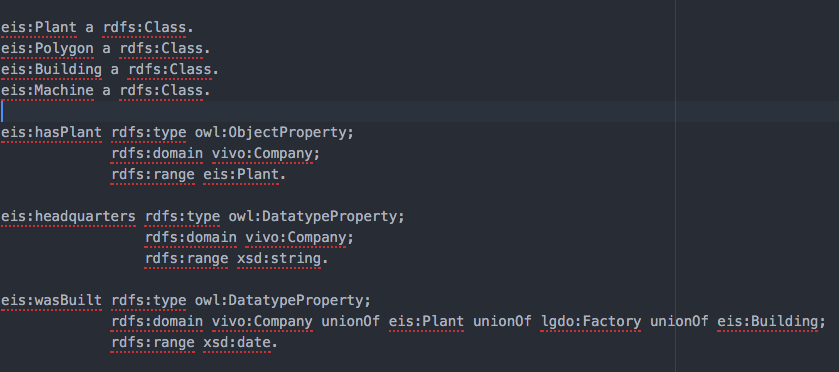 eis:Plant a rdfs:Class.
eis:Polygon a rdfs:Class.
eis:Building a rdfs:Class.
eis:Machine a rdfs:Class.
eis:hasPlant rdfs:type owl:ObjectProperty;
rdfs:domain vivo:Company;
rdfs:range eis:Plant.
eis:headquarters rdfs:type owl:DatatypeProperty;
rdfs:domain vivo:Company;
rdfs:range xsd:string.
eis:wasBuilt rdfs:type owl:DatatypeProperty;
rdfs:domain vivo:Company unionOf eis:Plant unionOf lgdo:Factory unionOf eis:Building;
rdfs:range xsd:date.